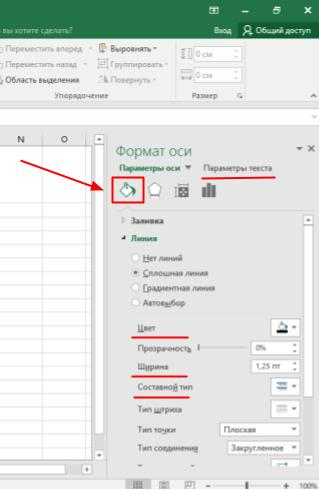 вы хотите сделать?
Вход Общий доступ
Переместить вперед Выровнять
Переместить назад Группировать
Область выделения Повернуть
0 см
0 см
Упорядочение Размер
N O
Формат оси
Параметры оси Параметры текста
Заливка
Линия
Нет линий
Сплошная линия
Градиентная линия
Автовыбор
Цвет
Прозрачность 0%
Ширина 1,25 пт
Составной тип
Тип штриха
Тип точки Плоская
Тип соединения Закругленное
100%